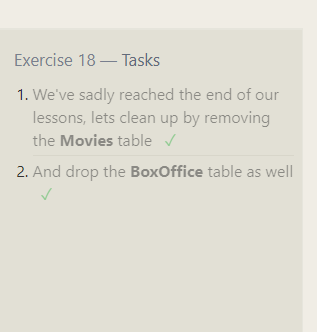 Exercise 18 — Tasks
1. We've sadly reached the end of our
lessons, lets clean up by removing
the Movies table ✓
2. And drop the BoxOffice table as well
✓